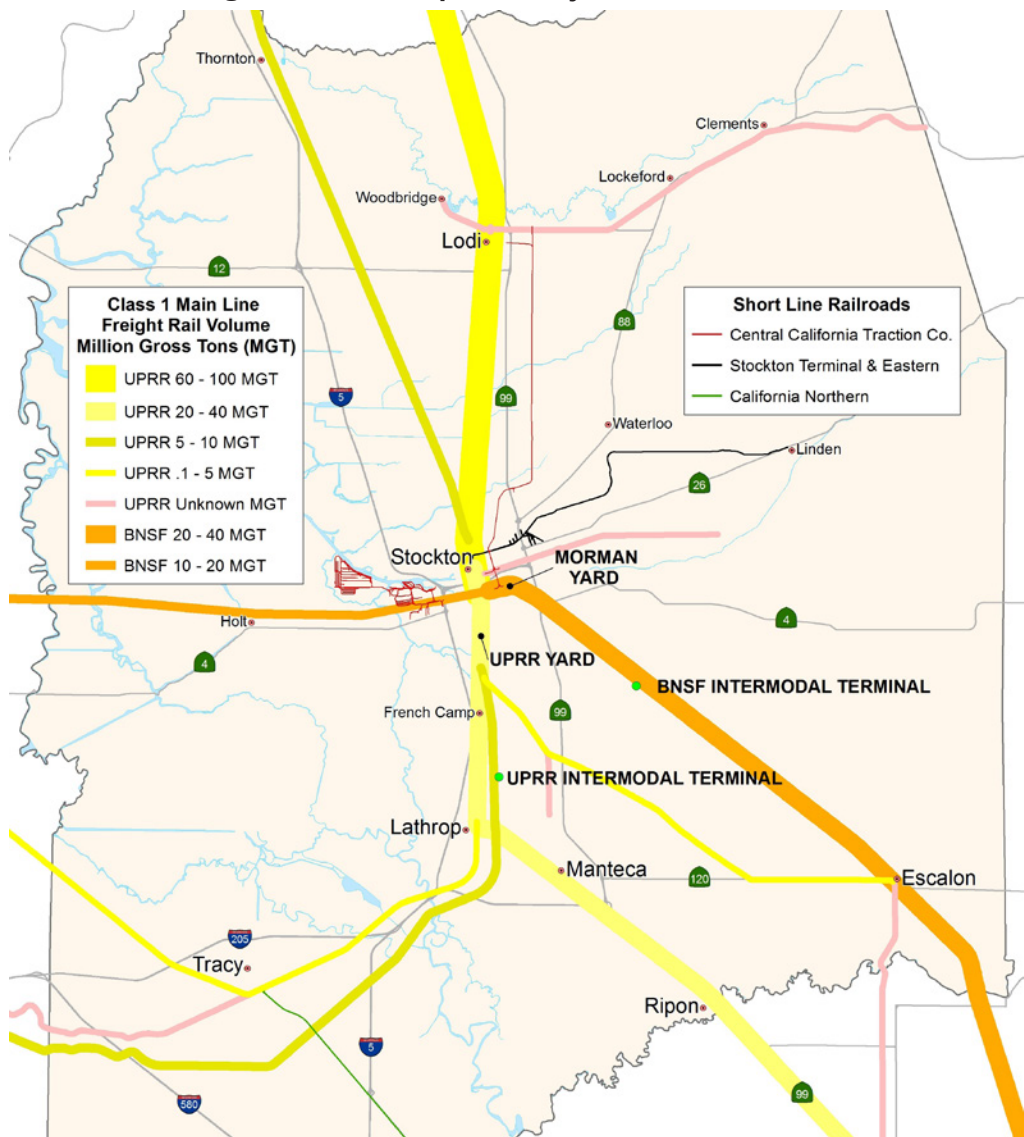 Thornton
Clements
Lockeford
Woodbridge
Lodi
12
Class 1 Main Line
Freight Rail Volume
Million Gross Tons (MGT)
UPRR 60 - 100 MGT
UPRR 20 - 40 MGT
UPRR 5 - 10 MGT
UPRR .1 - 5 MGT
UPRR Unknown MGT
BNSF 20 - 40 MGT
BNSF 10 - 20 MGT
Short Line Railroads
Central California Traction Co.
Stockton Terminal & Eastern
California Northern
88
5
99
Waterloo
Linden
26
Stockton
MORMAN
YARD
Holt
4
4
UPRR YARD
BNSF INTERMODAL TERMINAL
French Camp
99
UPRR INTERMODAL TERMINAL
Lathrop
Manteca
120
Escalon
205
Tracy
Ripon
5
580
99